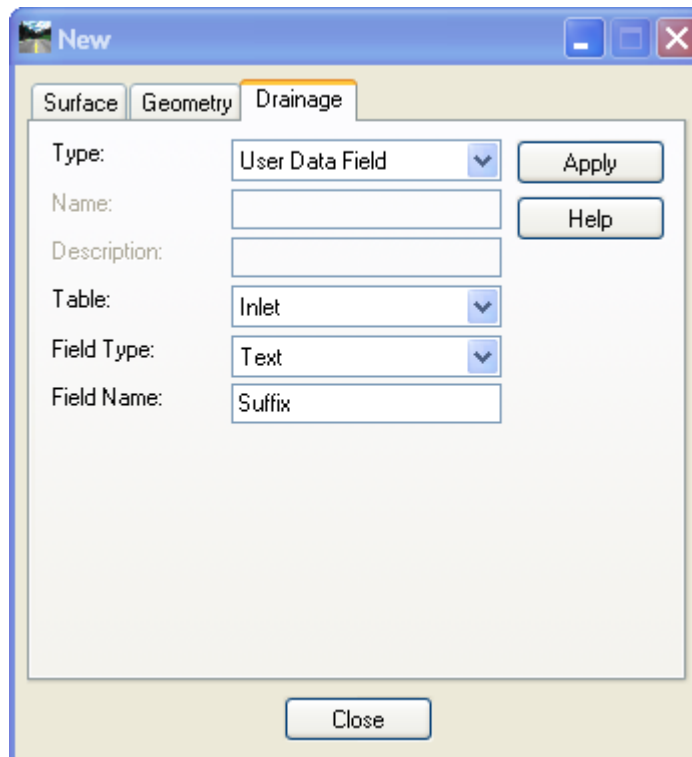 New
Surface Geometry Drainage
Type: User Data Field Apply
Name: Help
Description:
Table: Inlet
Field Type: Text
Field Name: Suffix
Close